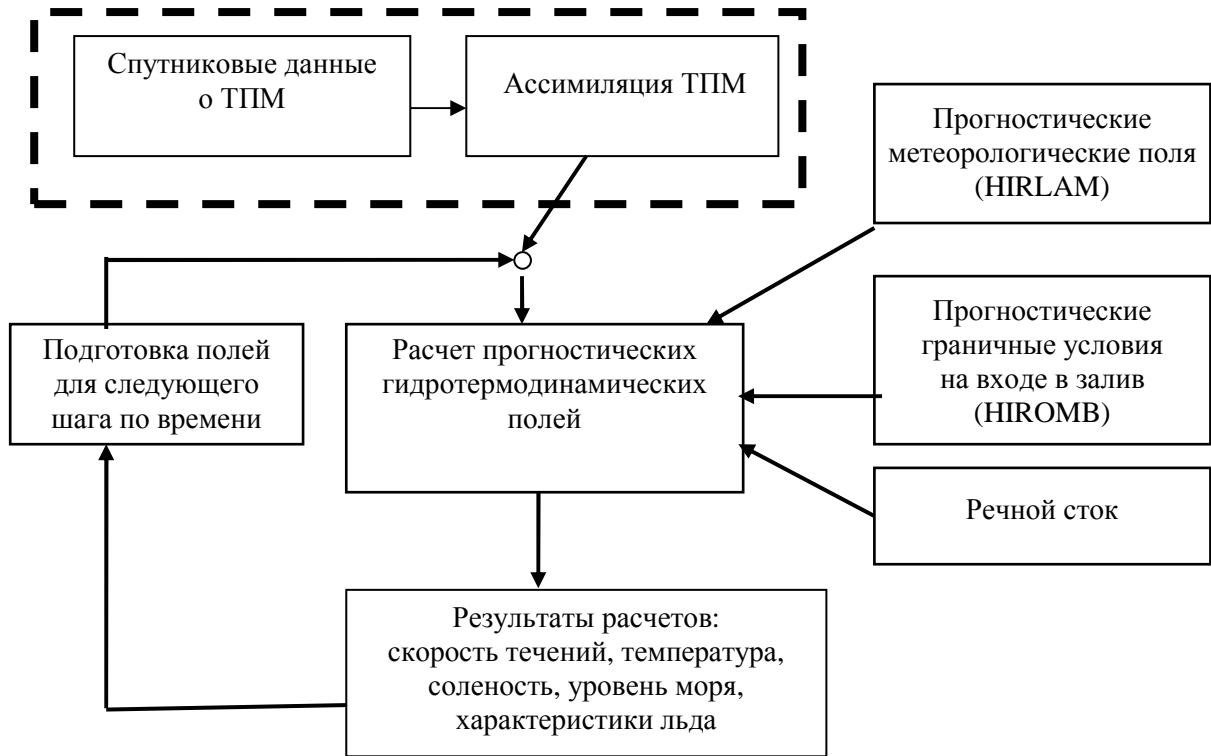 Спутниковые данные
о ТПМ
Ассимиляция ТПМ
Прогностические
метеорологические поля
(HIRLAM)
Подготовка полей
для следующего
шага по времени
Расчет прогностических
гидротермодинамических
полей
Прогностические
граничные условия
на входе в залив
(HIROMB)
Речной сток
Результаты расчетов:
скорость течений, температура,
соленость, уровень моря,
характеристики льда